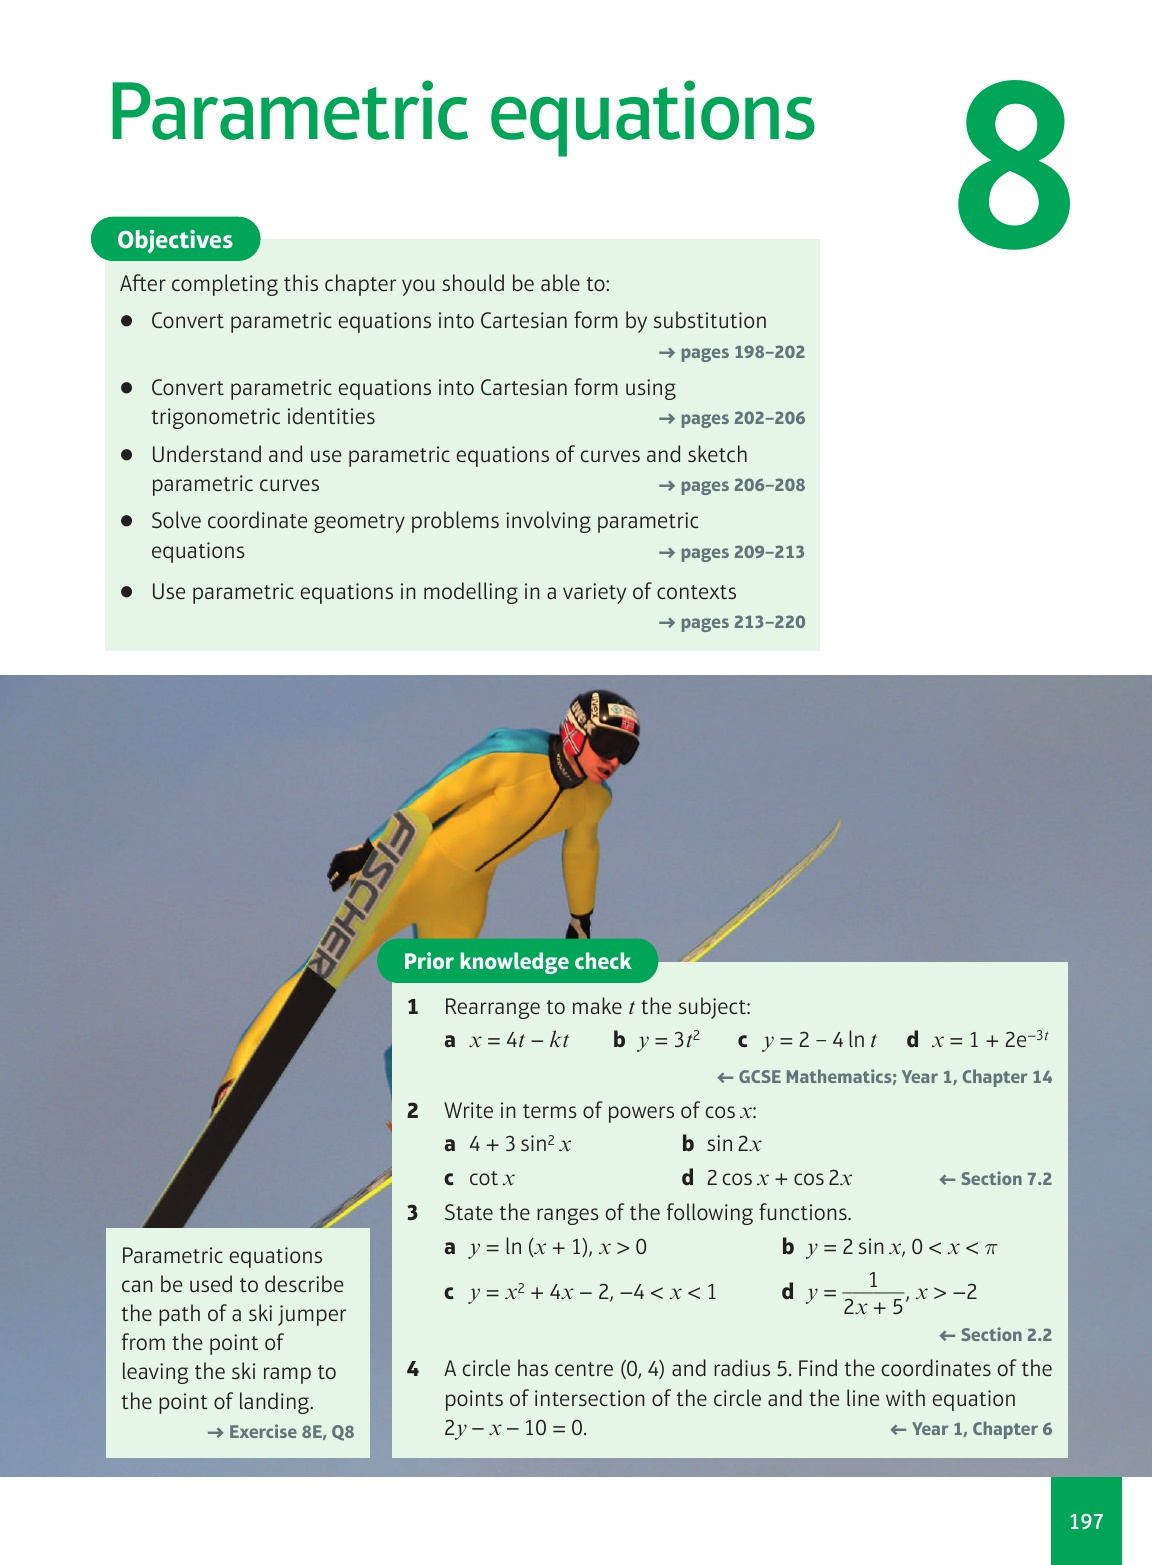 Parametric equations
8
Objectives
After completing this chapter you should be able to:
● Convert parametric equations into Cartesian form by substitution
→ pages 198–202
● Convert parametric equations into Cartesian form using
trigonometric identities → pages 202–206
● Understand and use parametric equations of curves and sketch
parametric curves → pages 206–208
● Solve coordinate geometry problems involving parametric
equations → pages 209–213
● Use parametric equations in modelling in a variety of contexts
→ pages 213–220
uvex
FISCHER
Prior knowledge check
1 Rearrange to make t the subject:
a x = 4t − kt b y = 3t² c y = 2 − 4 ln t d x = 1 + 2e⁻³ᵗ
← GCSE Mathematics; Year 1, Chapter 14
2 Write in terms of powers of cos x:
a 4 + 3 sin² x b sin 2x
c cot x d 2 cos x + cos 2x ← Section 7.2
3 State the ranges of the following functions.
a y = ln (x + 1), x > 0 b y = 2 sin x, 0 < x < π
c y = x² + 4x − 2, −4 < x < 1 d y = 1/(2x + 5), x > −2
← Section 2.2
4 A circle has centre (0, 4) and radius 5. Find the coordinates of the
points of intersection of the circle and the line with equation
2y − x − 10 = 0. ← Year 1, Chapter 6
Parametric equations
can be used to describe
the path of a ski jumper
from the point of
leaving the ski ramp to
the point of landing.
→ Exercise 8E, Q8
197